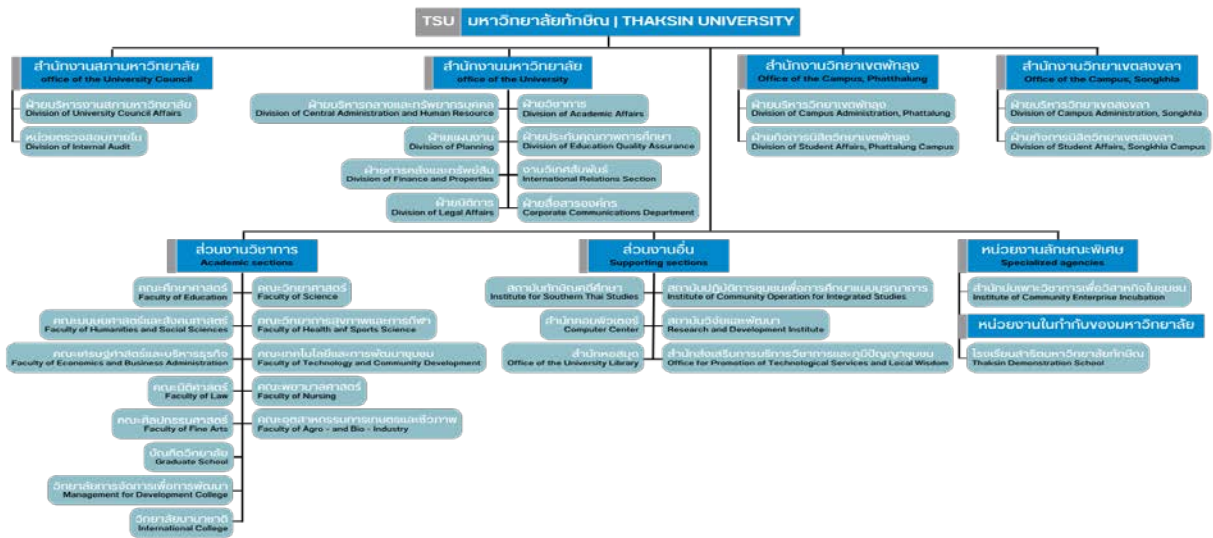 TSU มหาวิทยาลัยทักษิณ | THAKSIN UNIVERSITY
สำนักงานสภามหาวิทยาลัย
office of the University Council
ฝ่ายบริหารงานสภามหาวิทยาลัย
Division of University Council Affairs
หน่วยตรวจสอบภายใน
Division of Internal Audit
สำนักงานมหาวิทยาลัย
office of the University
ฝ่ายบริหารกลางและทรัพยากรบุคคล
Division of Central Administration and Human Resource
ฝ่ายวิชาการ
Division of Academic Affairs
ฝ่ายแผนงาน
Division of Planning
ฝ่ายประกันคุณภาพการศึกษา
Division of Education Quality Assurance
ฝ่ายการคลังและทรัพย์สิน
Division of Finance and Properties
งานวิเทศสัมพันธ์
International Relations Section
ฝ่ายนิติการ
Division of Legal Affairs
ฝ่ายสื่อสารองค์กร
Corporate Communications Department
สำนักงานวิทยาเขตพัทลุง
Office of the Campus, Phatthalung
ฝ่ายบริหารวิทยาเขตพัทลุง
Division of Campus Administration, Phattalung
ฝ่ายกิจการนิสิตวิทยาเขตพัทลุง
Division of Student Affairs, Phattalung Campus
สำนักงานวิทยาเขตสงขลา
Office of the Campus, Songkhla
ฝ่ายบริหารวิทยาเขตสงขลา
Division of Campus Administration, Songkhla
ฝ่ายกิจการนิสิตวิทยาเขตสงขลา
Division of Student Affairs, Songkhla Campus
ส่วนงานวิชาการ
Academic sections
คณะศึกษาศาสตร์
Faculty of Education
คณะวิทยาศาสตร์
Faculty of Science
คณะมนุษยศาสตร์และสังคมศาสตร์
Faculty of Humanities and Social Sciences
คณะวิทยาการสุขภาพและการกีฬา
Faculty of Health anf Sports Science
คณะเศรษฐศาสตร์และบริหารธุรกิจ
Faculty of Economics and Business Administration
คณะเทคโนโลยีและการพัฒนาชุมชน
Faculty of Technology and Community Development
คณะนิติศาสตร์
Faculty of Law
คณะพยาบาลศาสตร์
Faculty of Nursing
คณะศิลปกรรมศาสตร์
Faculty of Fine Arts
คณะอุตสาหกรรมการเกษตรและชีวภาพ
Faculty of Agro - and Bio - Industry
บัณฑิตวิทยาลัย
Graduate School
วิทยาลัยการจัดการเพื่อการพัฒนา
Management for Development College
วิทยาลัยนานาชาติ
International College
ส่วนงานอื่น
Supporting sections
สถาบันทักษิณคดีศึกษา
Institute for Southern Thai Studies
สถาบันปฏิบัติการชุมชนเพื่อการศึกษาแบบบูรณาการ
Institute of Community Operation for Integrated Studies
สำนักคอมพิวเตอร์
Computer Center
สถาบันวิจัยและพัฒนา
Research and Development Institute
สำนักหอสมุด
Office of the University Library
สำนักส่งเสริมการบริการวิชาการและภูมิปัญญาชุมชน
Office for Promotion of Technological Services and Local Wisdom
หน่วยงานลักษณะพิเศษ
Specialized agencies
สำนักบ่มเพาะวิชาการเพื่อวิสาหกิจในชุมชน
Institute of Community Enterprise Incubation
หน่วยงานในกำกับของมหาวิทยาลัย
โรงเรียนสาธิตมหาวิทยาลัยทักษิณ
Thaksin Demonstration School